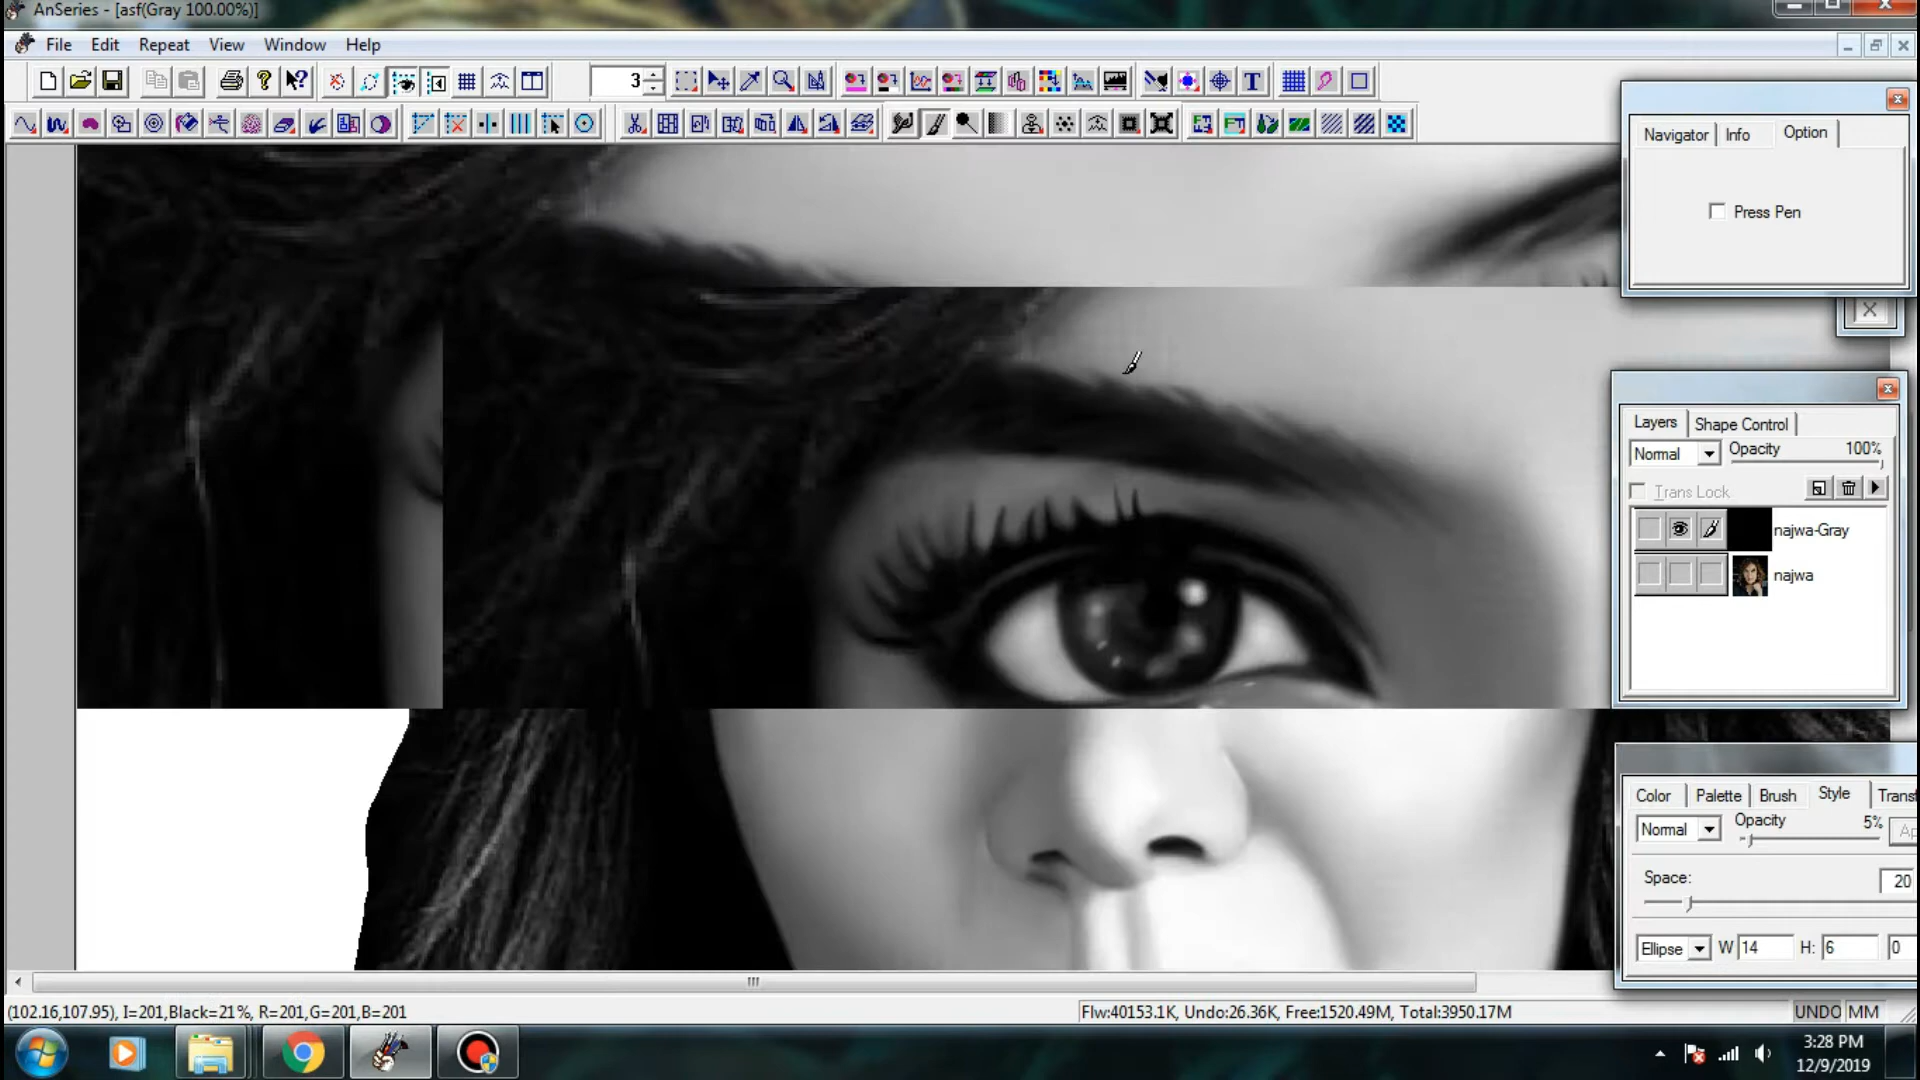 AnSeries - [asf(Gray 100.00%)]
File Edit Repeat View Window Help
3
Navigator Info Option
Press Pen
Layers Shape Control
Normal Opacity 100%
Trans Lock
najwa-Gray
najwa
Color Palette Brush Style Trans
Normal Opacity 5% Ap
Space: 20
Ellipse W 14 H: 6 0
(102.16,107.95), I=201,Black=21%, R=201,G=201,B=201
Flw:40153.1K, Undo:26.36K, Free:1520.49M, Total:3950.17M
UNDO MM
3:28 PM
12/9/2019